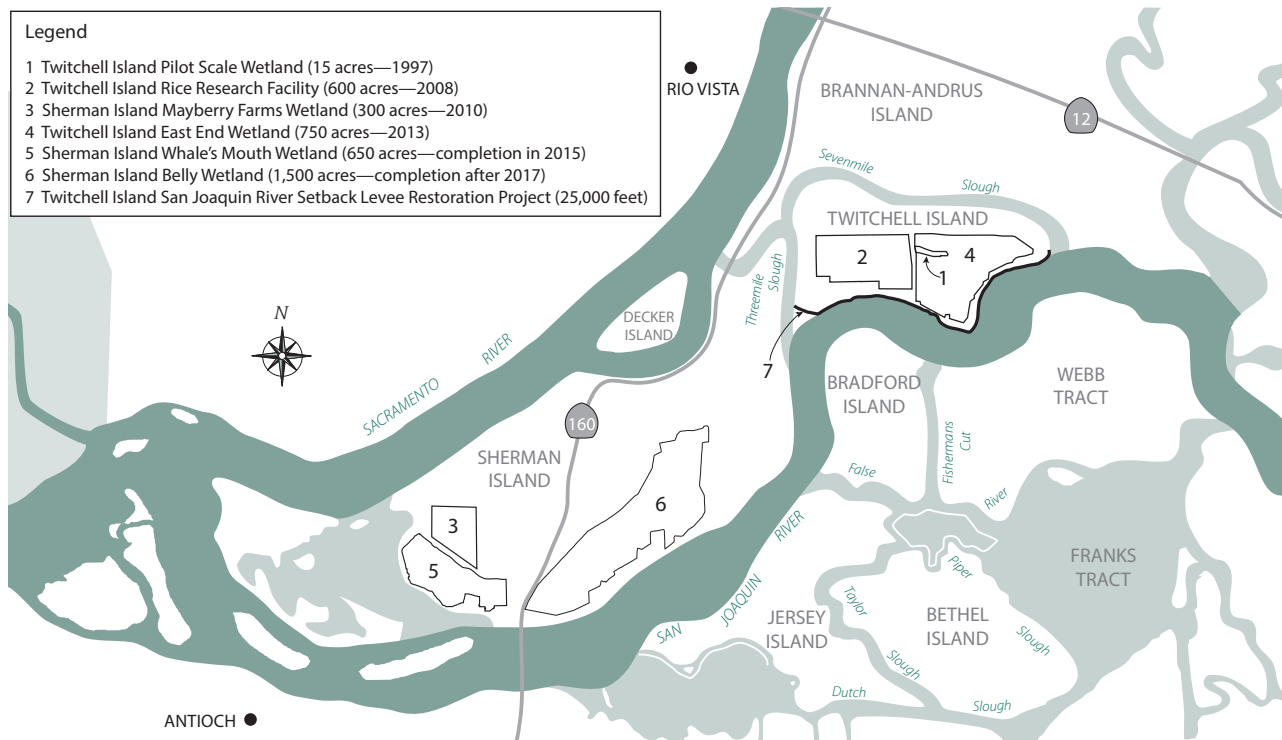 Legend
1 Twitchell Island Pilot Scale Wetland (15 acres—1997)
2 Twitchell Island Rice Research Facility (600 acres—2008)
3 Sherman Island Mayberry Farms Wetland (300 acres—2010)
4 Twitchell Island East End Wetland (750 acres—2013)
5 Sherman Island Whale's Mouth Wetland (650 acres—completion in 2015)
6 Sherman Island Belly Wetland (1,500 acres—completion after 2017)
7 Twitchell Island San Joaquin River Setback Levee Restoration Project (25,000 feet)
RIO VISTA
BRANNAN-ANDRUS
ISLAND
12
Sevenmile
Slough
TWITCHELL ISLAND
2
4
1
Threemile
Slough
7
DECKER
ISLAND
N
SACRAMENTO
RIVER
BRADFORD
ISLAND
WEBB
TRACT
Fishermans
Cut
160
SHERMAN
ISLAND
False
River
6
3
5
SAN
JOAQUIN
RIVER
FRANKS
TRACT
Piper
Slough
Taylor
Slough
JERSEY
ISLAND
BETHEL
ISLAND
Dutch
Slough
ANTIOCH